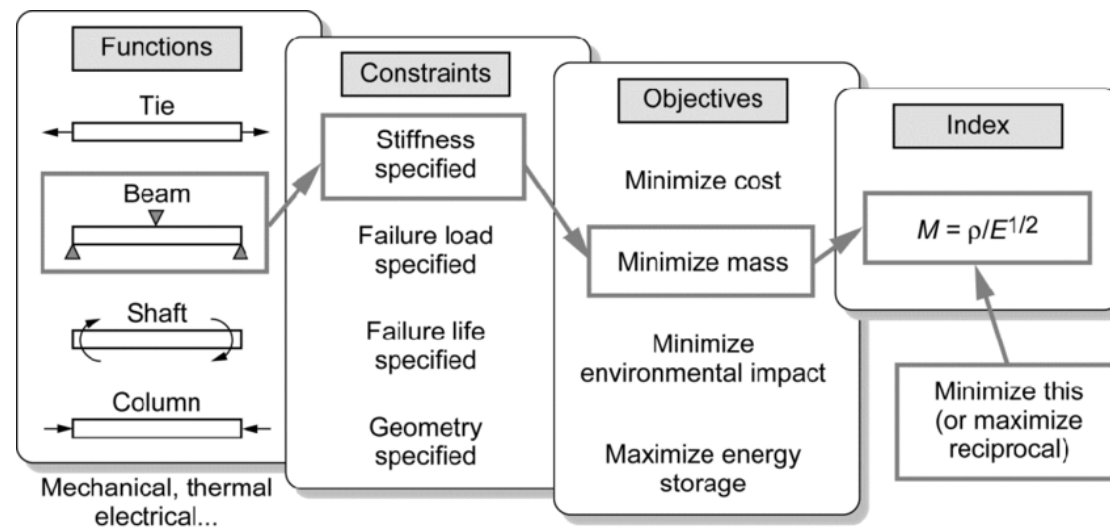 Functions
Tie
Beam
Shaft
Column
Mechanical, thermal
electrical...
Constraints
Stiffness
specified
Failure load
specified
Failure life
specified
Geometry
specified
Objectives
Minimize cost
Minimize mass
Minimize
environmental impact
Maximize energy
storage
Index
M = ρ/E^1/2
Minimize this
(or maximize
reciprocal)